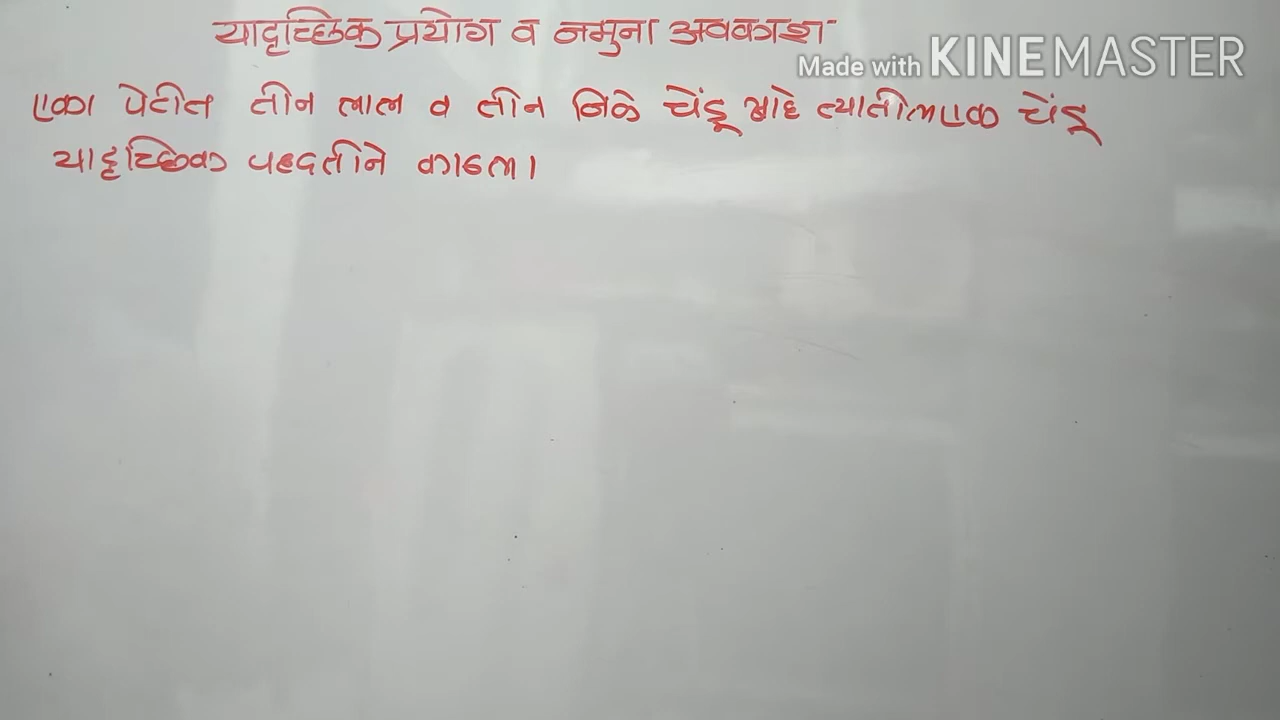 यादृच्छिक प्रयोग व नमुना अवकाश
Made with KINEMASTER
एका पेटीत तीन लाल व तीन निळे चेंडू आहे त्यातील एक चेंडू
यादृच्छिक पद्धतीने काढला